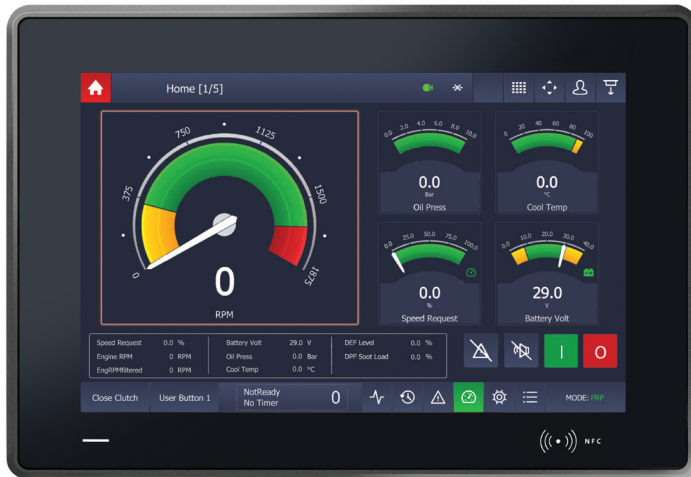 Home [1/5]
0
375
750
1125
1500
1875
0
RPM
0.0 2.0 4.0 6.0 8.0 10.0
0.0
Bar
Oil Press
0 20 40 60 80 100
0.0
°C
Cool Temp
0.0 25.0 50.0 75.0 100.0
0.0
%
Speed Request
0.0 10.0 20.0 30.0 40.0
29.0
V
Battery Volt
Speed Request 0.0 % Battery Volt 29.0 V DEF Level 0.0 %
Engine RPM 0 RPM Oil Press 0.0 Bar DPF Soot Load 0.0 %
EngRPMfiltered 0 RPM Cool Temp 0.0 °C
I O
Close Clutch User Button 1 NotReady 0 MODE: PRP
No Timer
NFC